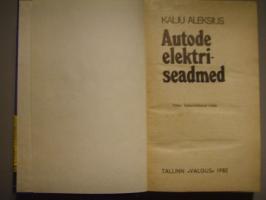 KALJU ALEKSIUS
Autode
elektri-
seadmed
TALLINN «VALGUS» 1982